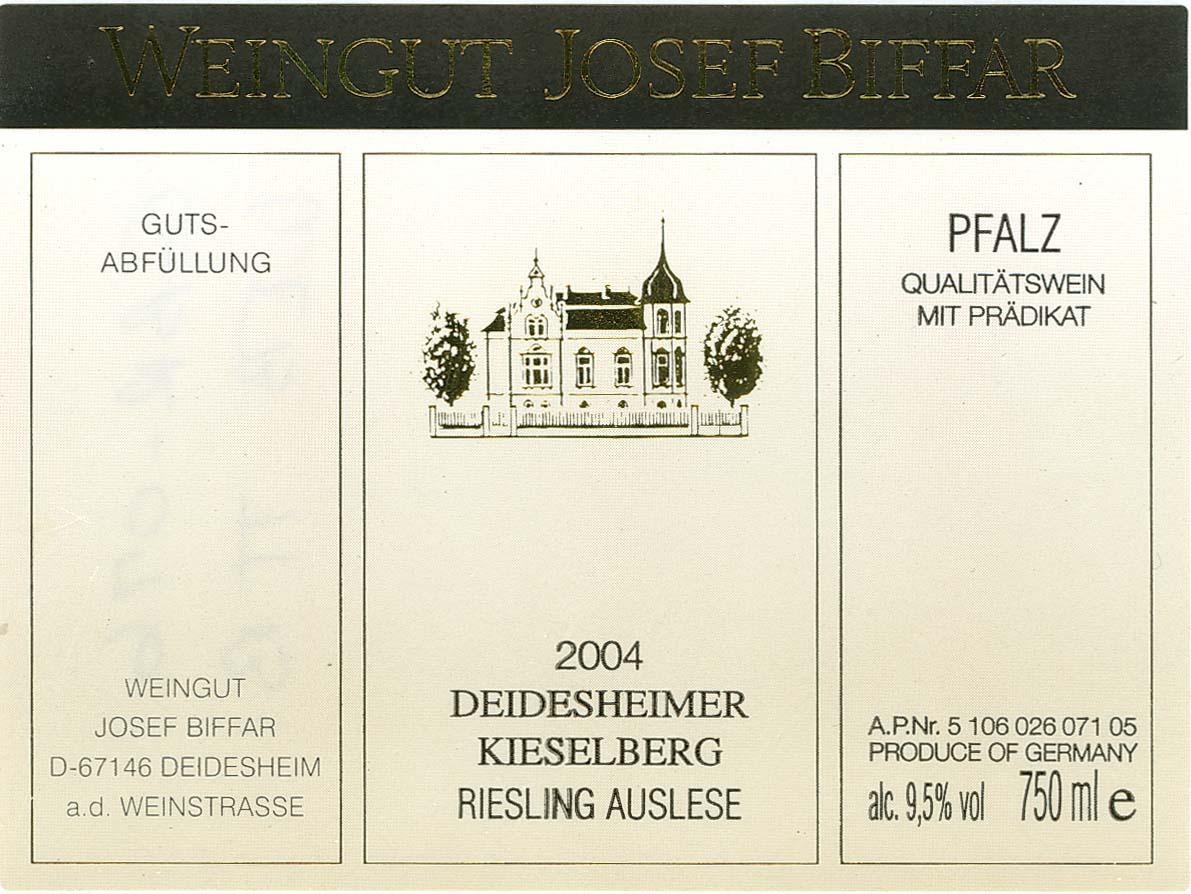 WEINGUT JOSEF BIFFAR
GUTS-
ABFÜLLUNG
WEINGUT
JOSEF BIFFAR
D-67146 DEIDESHEIM
a.d. WEINSTRASSE
2004
DEIDESHEIMER
KIESELBERG
RIESLING AUSLESE
PFALZ
QUALITÄTSWEIN
MIT PRÄDIKAT
A.P.Nr. 5 106 026 071 05
PRODUCE OF GERMANY
alc. 9,5% vol 750 ml e